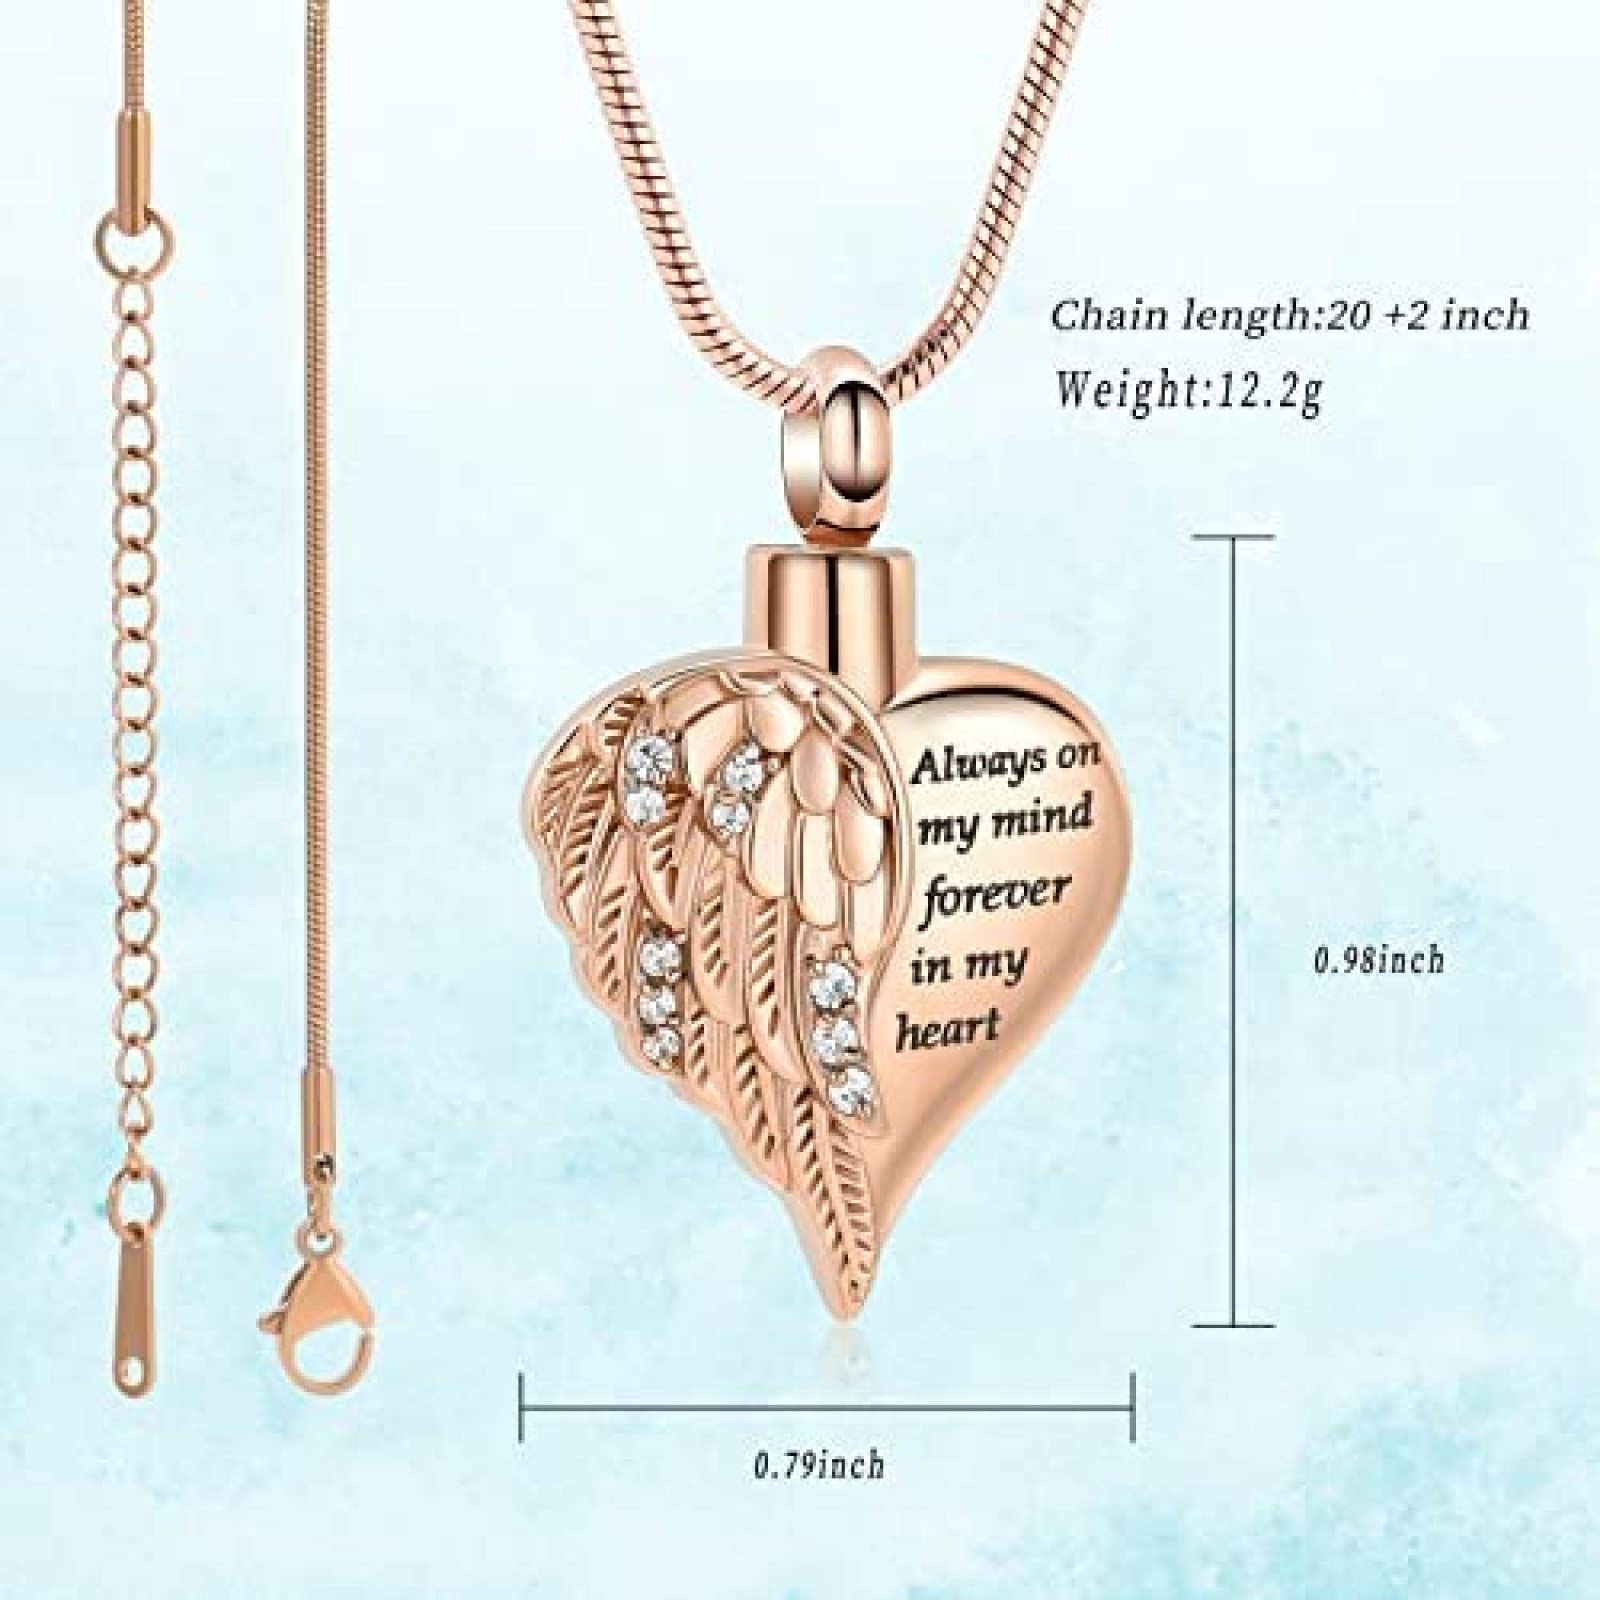 Chain length:20 +2 inch
Weight:12.2g
Always on
my mind
forever
in my
heart
0.98inch
0.79inch